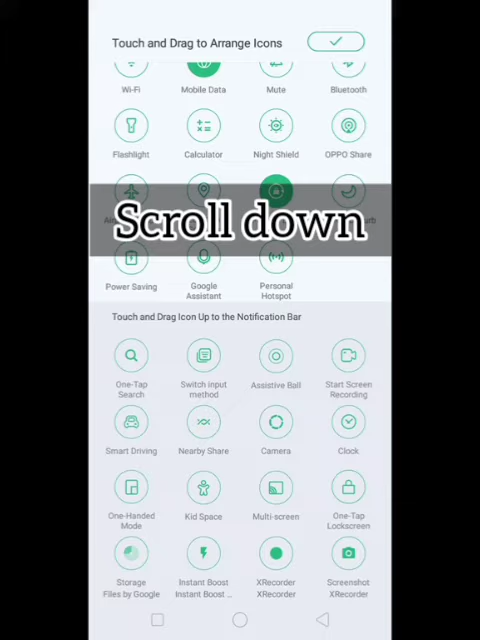 Touch and Drag to Arrange Icons
Wi-Fi Mobile Data Mute Bluetooth
Flashlight Calculator Night Shield OPPO Share
Scroll down
Power Saving Google Assistant Personal Hotspot
Touch and Drag Icon Up to the Notification Bar
One-Tap Search Switch input method Assistive Ball Start Screen Recording
Smart Driving Nearby Share Camera Clock
One-Handed Mode Kid Space Multi-screen One-Tap Lockscreen
Storage Instant Boost XRecorder Screenshot
Files by Google Instant Boost ... XRecorder XRecorder